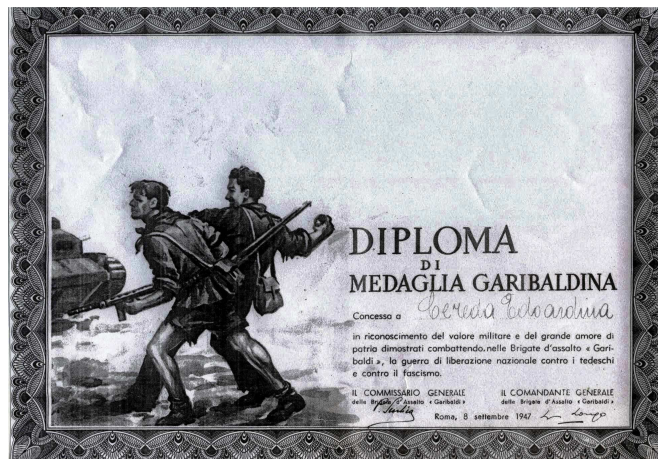 DIPLOMA
DI
MEDAGLIA GARIBALDINA
Concessa a Cereda Edoardina
in riconoscimento del valore militare e del grande amore di
patria dimostrati combattendo.nelle Brigate d'assalto « Gari-
baldi », la guerra di liberazione nazionale contro i tedeschi
e contro il fascismo.
IL COMMISSARIO GENERALE IL COMANDANTE GENERALE
delle Brigate d'Assalto « Garibaldi » delle Brigate d'Assalto « Garibaldi »
Roma, 8 settembre 1947 L. Longo